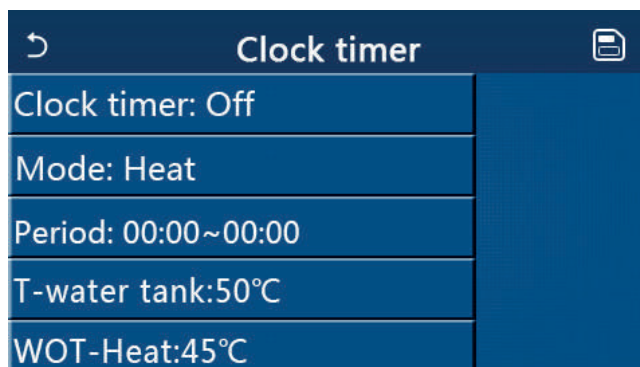 Clock timer
Clock timer: Off
Mode: Heat
Period: 00:00~00:00
T-water tank:50℃
WOT-Heat:45℃